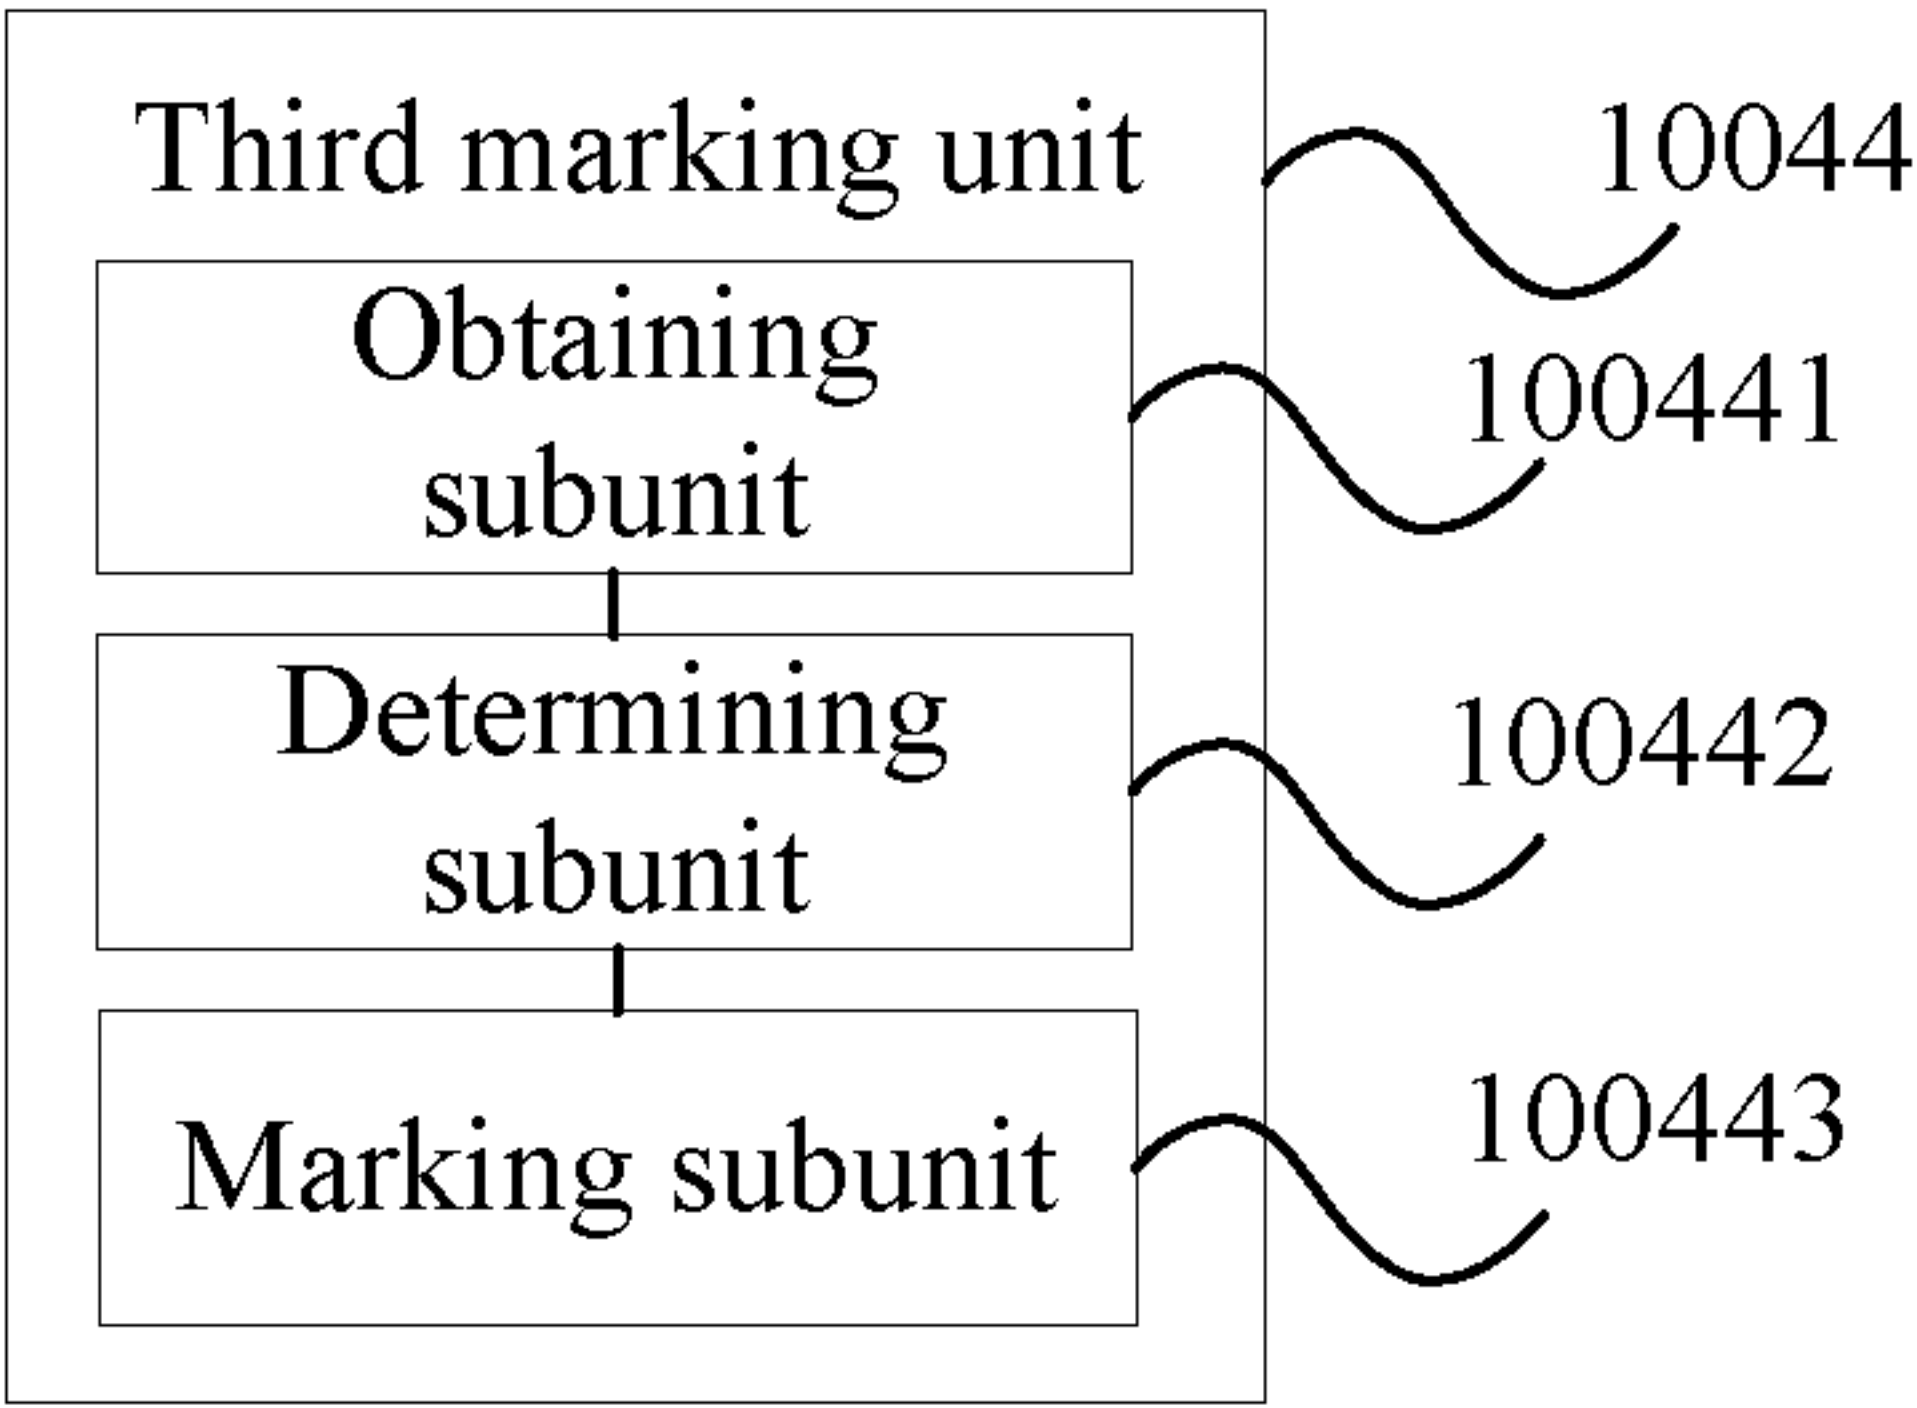 Third marking unit
10044
Obtaining
subunit
100441
Determining
subunit
100442
Marking subunit
100443